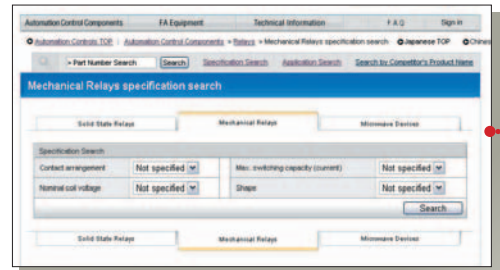 Automation Control Components FA Equipment Technical Information F A Q Sign in
Automation Controls TOP | Automation Control Components > Relays > Mechanical Relays specification search Japanese TOP Chines
> Part Number Search Search Specification Search Application Search Search by Competitor's Product Name
Mechanical Relays specification search
Solid State Relays Mechanical Relays Microwave Devices
Specification Search
Contact arrangement Not specified Max. switching capacity (current) Not specified
Nominal coil voltage Not specified Shape Not specified
Search
Solid State Relays Mechanical Relays Microwave Devices